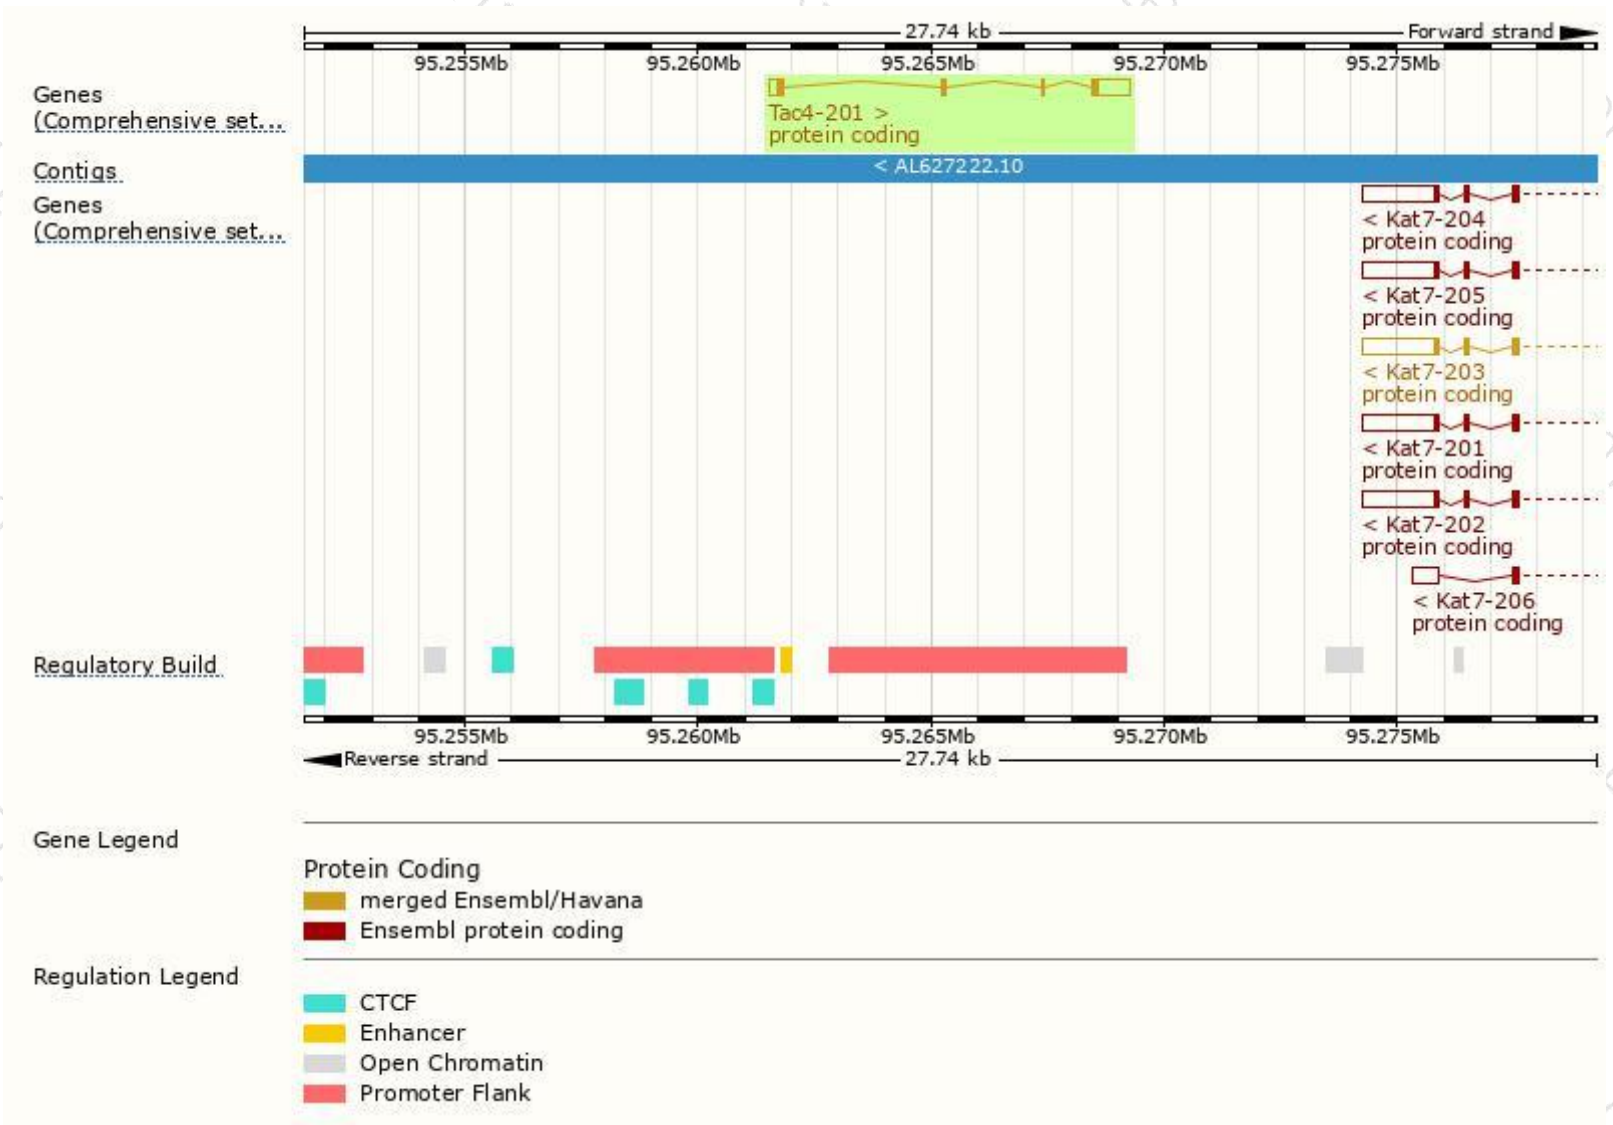 27.74 kb
Forward strand
95.255Mb 95.260Mb 95.265Mb 95.270Mb 95.275Mb
Genes
(Comprehensive set...
Tac4-201 >
protein coding
Contigs
< AL627222.10
Genes
(Comprehensive set...
< Kat7-204
protein coding
< Kat7-205
protein coding
< Kat7-203
protein coding
< Kat7-201
protein coding
< Kat7-202
protein coding
< Kat7-206
protein coding
Regulatory Build
95.255Mb 95.260Mb 95.265Mb 95.270Mb 95.275Mb
Reverse strand
27.74 kb
Gene Legend
Protein Coding
merged Ensembl/Havana
Ensembl protein coding
Regulation Legend
CTCF
Enhancer
Open Chromatin
Promoter Flank